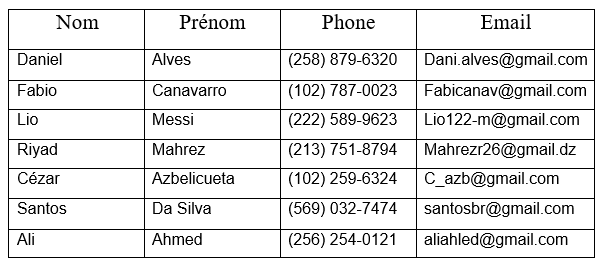 Nom Prénom Phone Email
Daniel Alves (258) 879-6320 Dani.alves@gmail.com
Fabio Canavarro (102) 787-0023 Fabicanav@gmail.com
Lio Messi (222) 589-9623 Lio122-m@gmail.com
Riyad Mahrez (213) 751-8794 Mahrezr26@gmail.dz
Cézar Azbelicueta (102) 259-6324 C_azb@gmail.com
Santos Da Silva (569) 032-7474 santosbr@gmail.com
Ali Ahmed (256) 254-0121 aliahled@gmail.com